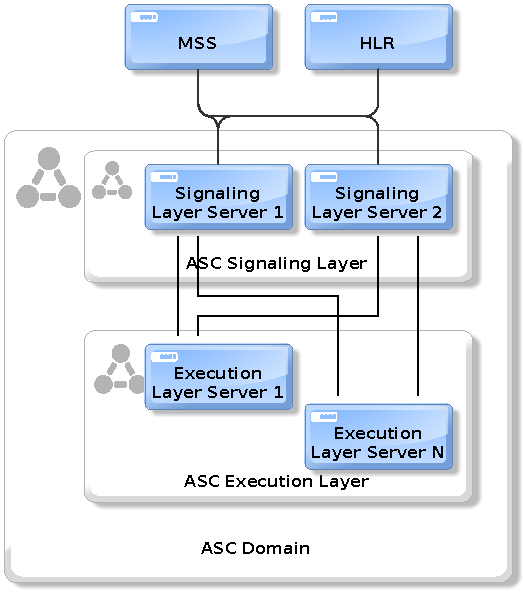 MSS
HLR
Signaling
Layer Server 1
Signaling
Layer Server 2
ASC Signaling Layer
Execution
Layer Server 1
Execution
Layer Server N
ASC Execution Layer
ASC Domain